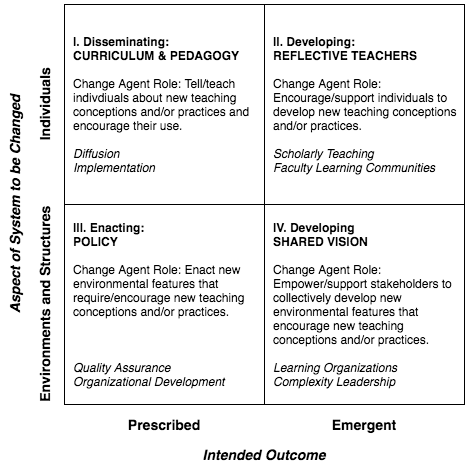 I. Disseminating:
CURRICULUM & PEDAGOGY
Change Agent Role: Tell/teach
indivdiuals about new teaching
conceptions and/or practices and
encourage their use.
Diffusion
Implementation
II. Developing:
REFLECTIVE TEACHERS
Change Agent Role:
Encourage/support individuals to
develop new teaching conceptions
and/or practices.
Scholarly Teaching
Faculty Learning Communities
III. Enacting:
POLICY
Change Agent Role: Enact new
environmental features that
require/encourage new teaching
conceptions and/or practices.
Quality Assurance
Organizational Development
IV. Developing
SHARED VISION
Change Agent Role:
Empower/support stakeholders to
collectively develop new
environmental features that
encourage new teaching
conceptions and/or practices.
Learning Organizations
Complexity Leadership
Aspect of System to be Changed
Individuals
Environments and Structures
Prescribed
Emergent
Intended Outcome